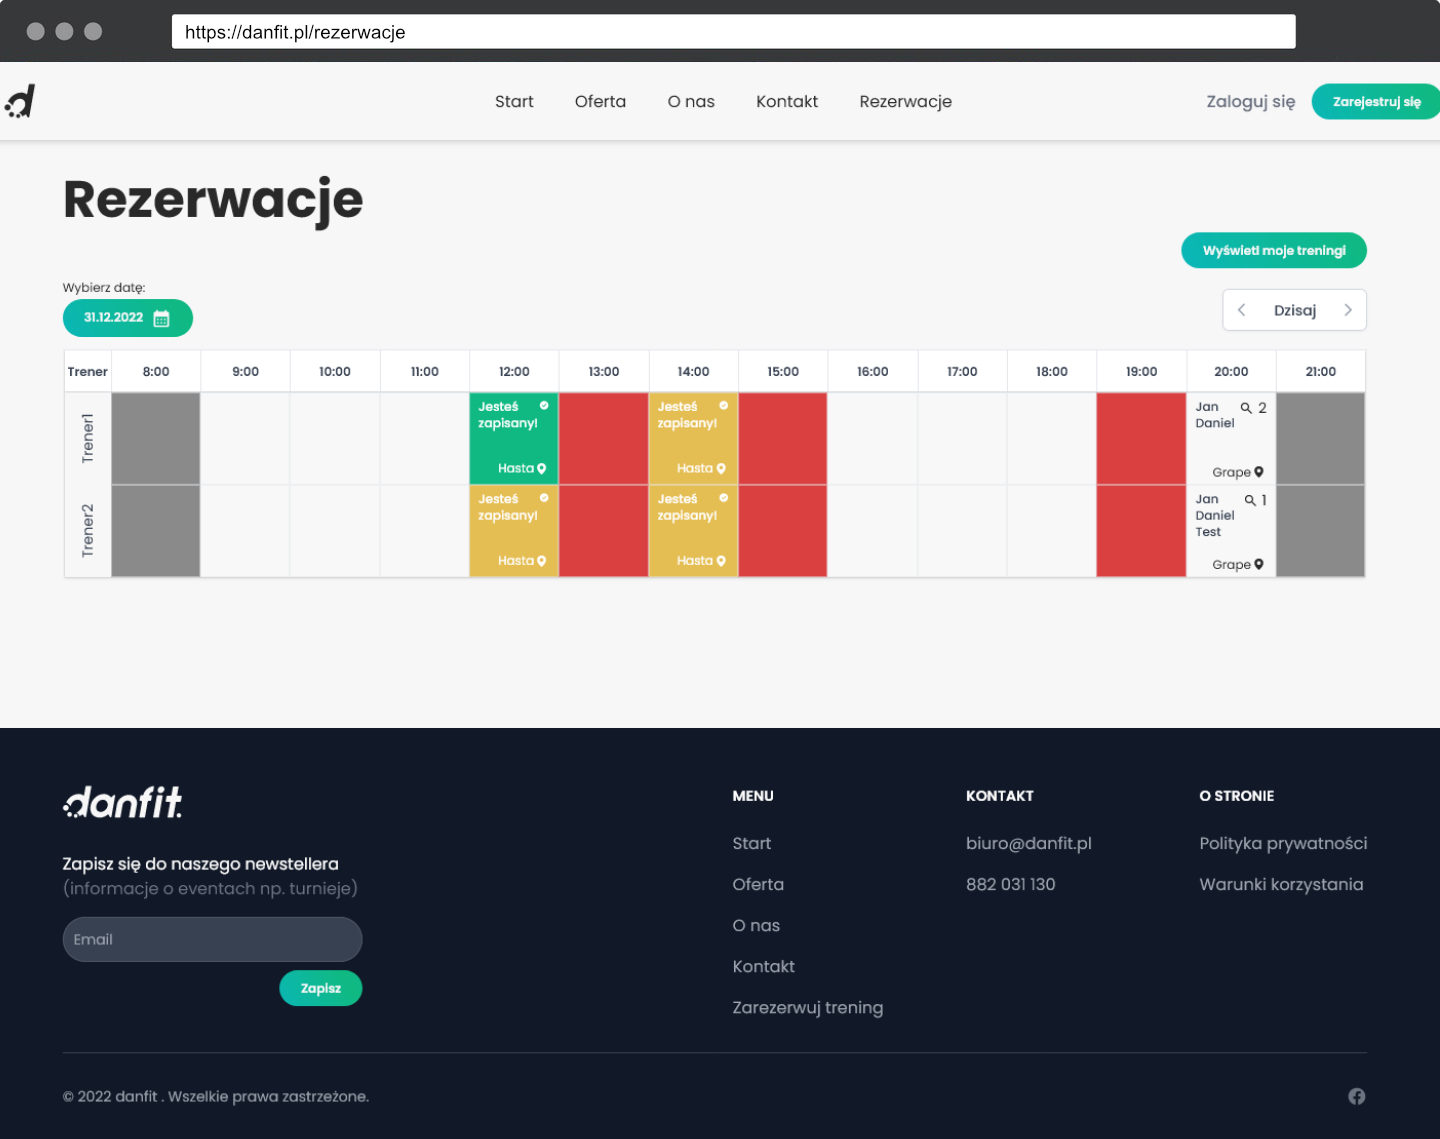 https://danfit.pl/rezerwacje
d
Start Oferta O nas Kontakt Rezerwacje Zaloguj się Zarejestruj się
Rezerwacje
Wyświetl moje treningi
Wybierz datę:
31.12.2022
Dzisaj
Trener 8:00 9:00 10:00 11:00 12:00 13:00 14:00 15:00 16:00 17:00 18:00 19:00 20:00 21:00
Trener1
Jesteś
zapisany!
Hasta
Jesteś
zapisany!
Hasta
Jan 2
Daniel
Grape
Trener2
Jesteś
zapisany!
Hasta
Jesteś
zapisany!
Hasta
Jan 1
Daniel
Test
Grape
danfit.
Zapisz się do naszego newstellera
(informacje o eventach np. turnieje)
Email
Zapisz
MENU
Start
Oferta
O nas
Kontakt
Zarezerwuj trening
KONTAKT
biuro@danfit.pl
882 031 130
O STRONIE
Polityka prywatności
Warunki korzystania
© 2022 danfit . Wszelkie prawa zastrzeżone.